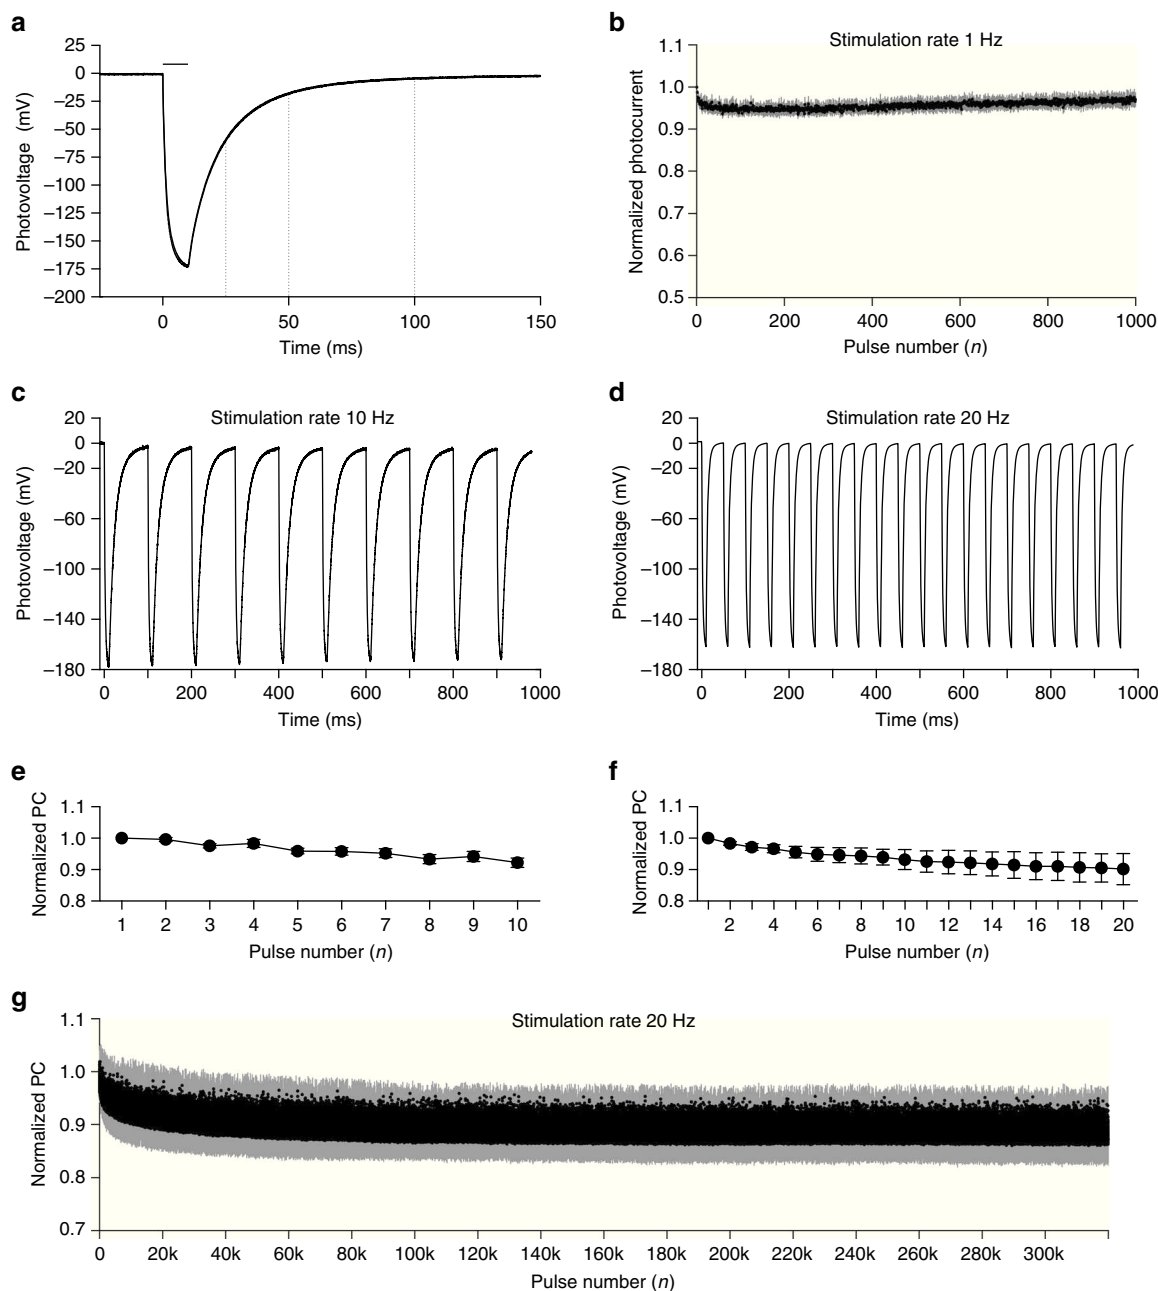 a
25
0
–25
–50
–75
–100
–125
–150
–175
–200
Photovoltage (mV)
0
50
100
150
Time (ms)
b
Stimulation rate 1 Hz
1.1
1.0
0.9
0.8
0.7
0.6
0.5
Normalized photocurrent
0
200
400
600
800
1000
Pulse number (n)
c
Stimulation rate 10 Hz
20
0
–20
–60
–100
–140
–180
Photovoltage (mV)
0
200
400
600
800
1000
Time (ms)
d
Stimulation rate 20 Hz
20
0
–20
–60
–100
–140
–180
Photovoltage (mV)
0
200
400
600
800
1000
Time (ms)
e
1.1
1.0
0.9
0.8
Normalized PC
1
2
3
4
5
6
7
8
9
10
Pulse number (n)
f
1.1
1.0
0.9
0.8
Normalized PC
2
4
6
8
10
12
14
16
18
20
Pulse number (n)
g
Stimulation rate 20 Hz
1.1
1.0
0.9
0.8
0.7
Normalized PC
0
20k
40k
60k
80k
100k
120k
140k
160k
180k
200k
220k
240k
260k
280k
300k
Pulse number (n)